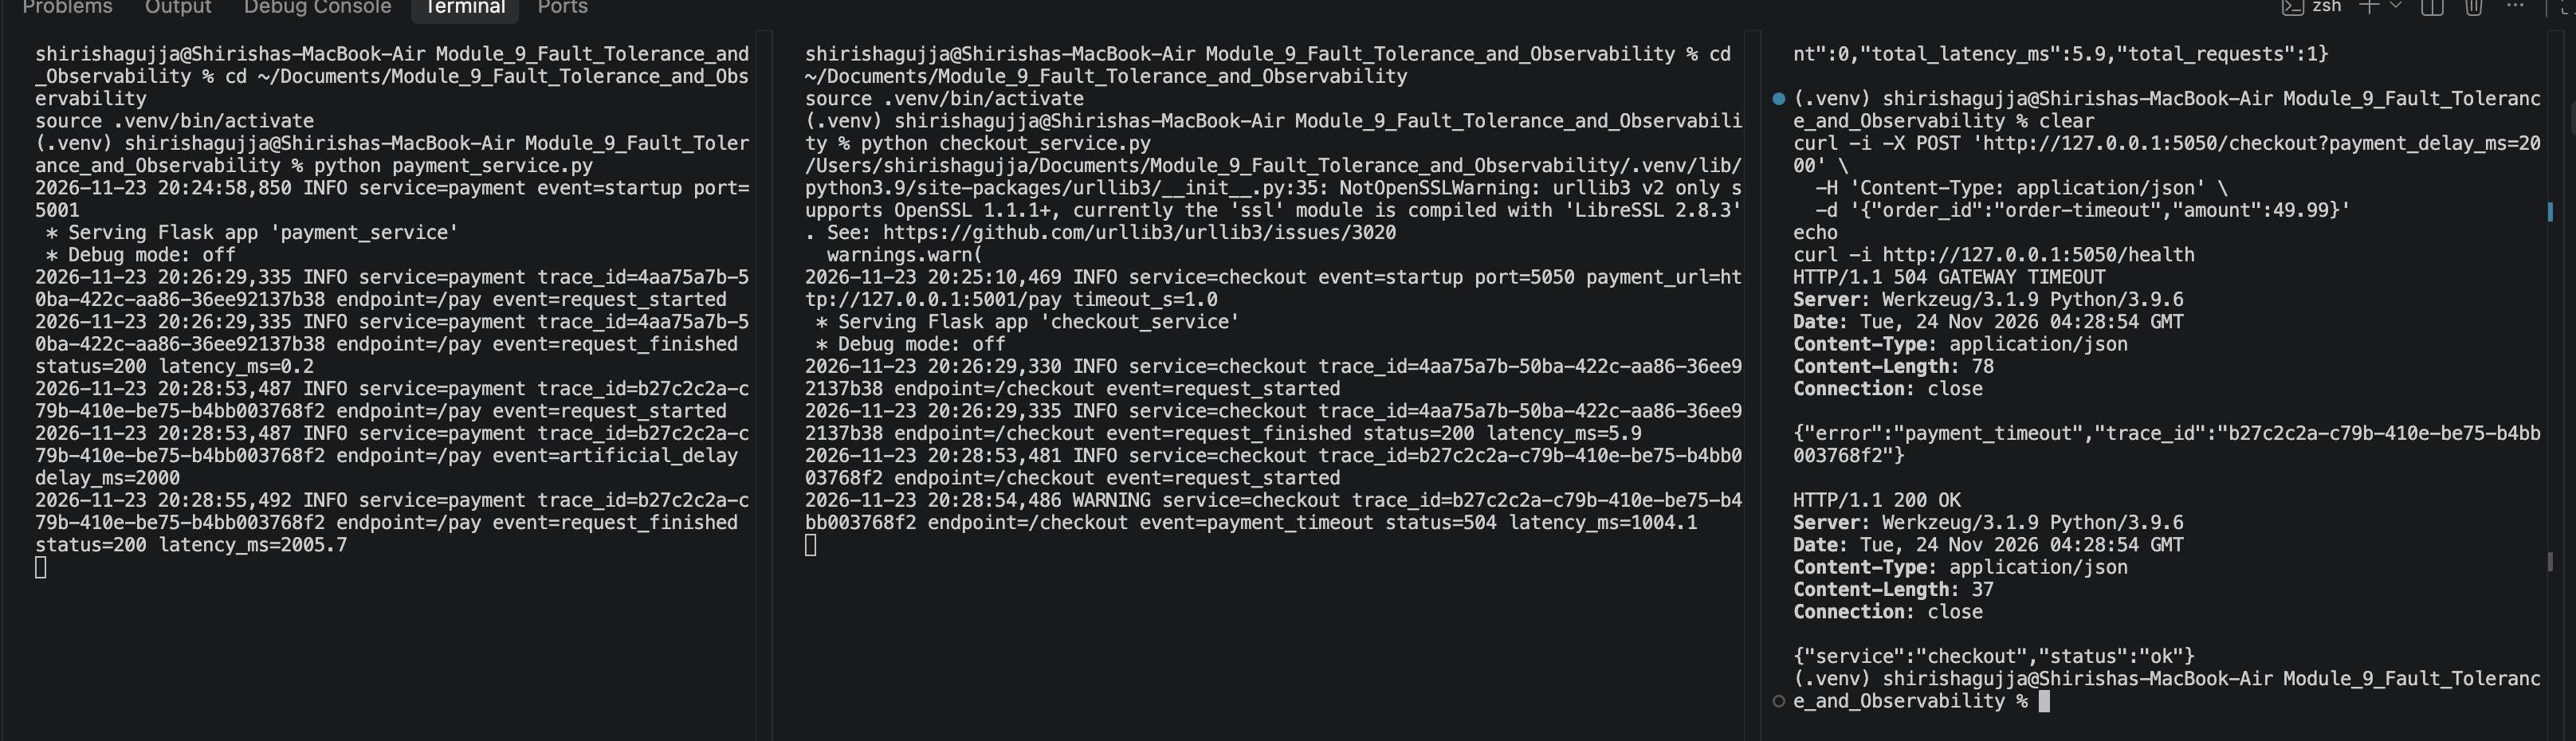 Problems Output Debug Console Terminal Ports zsh
shirishagujja@Shirishas-MacBook-Air Module_9_Fault_Tolerance_and
_Observability % cd ~/Documents/Module_9_Fault_Tolerance_and_Obs
ervability
source .venv/bin/activate
(.venv) shirishagujja@Shirishas-MacBook-Air Module_9_Fault_Toler
ance_and_Observability % python payment_service.py
2026-11-23 20:24:58,850 INFO service=payment event=startup port=
5001
 * Serving Flask app 'payment_service'
 * Debug mode: off
2026-11-23 20:26:29,335 INFO service=payment trace_id=4aa75a7b-5
0ba-422c-aa86-36ee92137b38 endpoint=/pay event=request_started
2026-11-23 20:26:29,335 INFO service=payment trace_id=4aa75a7b-5
0ba-422c-aa86-36ee92137b38 endpoint=/pay event=request_finished
status=200 latency_ms=0.2
2026-11-23 20:28:53,487 INFO service=payment trace_id=b27c2c2a-c
79b-410e-be75-b4bb003768f2 endpoint=/pay event=request_started
2026-11-23 20:28:53,487 INFO service=payment trace_id=b27c2c2a-c
79b-410e-be75-b4bb003768f2 endpoint=/pay event=artificial_delay
delay_ms=2000
2026-11-23 20:28:55,492 INFO service=payment trace_id=b27c2c2a-c
79b-410e-be75-b4bb003768f2 endpoint=/pay event=request_finished
status=200 latency_ms=2005.7
shirishagujja@Shirishas-MacBook-Air Module_9_Fault_Tolerance_and_Observability % cd
~/Documents/Module_9_Fault_Tolerance_and_Observability
source .venv/bin/activate
(.venv) shirishagujja@Shirishas-MacBook-Air Module_9_Fault_Tolerance_and_Observabili
ty % python checkout_service.py
/Users/shirishagujja/Documents/Module_9_Fault_Tolerance_and_Observability/.venv/lib/
python3.9/site-packages/urllib3/__init__.py:35: NotOpenSSLWarning: urllib3 v2 only s
upports OpenSSL 1.1.1+, currently the 'ssl' module is compiled with 'LibreSSL 2.8.3'
. See: https://github.com/urllib3/urllib3/issues/3020
  warnings.warn(
2026-11-23 20:25:10,469 INFO service=checkout event=startup port=5050 payment_url=ht
tp://127.0.0.1:5001/pay timeout_s=1.0
 * Serving Flask app 'checkout_service'
 * Debug mode: off
2026-11-23 20:26:29,330 INFO service=checkout trace_id=4aa75a7b-50ba-422c-aa86-36ee9
2137b38 endpoint=/checkout event=request_started
2026-11-23 20:26:29,335 INFO service=checkout trace_id=4aa75a7b-50ba-422c-aa86-36ee9
2137b38 endpoint=/checkout event=request_finished status=200 latency_ms=5.9
2026-11-23 20:28:53,481 INFO service=checkout trace_id=b27c2c2a-c79b-410e-be75-b4bb0
03768f2 endpoint=/checkout event=request_started
2026-11-23 20:28:54,486 WARNING service=checkout trace_id=b27c2c2a-c79b-410e-be75-b4
bb003768f2 endpoint=/checkout event=payment_timeout status=504 latency_ms=1004.1
nt":0,"total_latency_ms":5.9,"total_requests":1}
(.venv) shirishagujja@Shirishas-MacBook-Air Module_9_Fault_Toleranc
e_and_Observability % clear
curl -i -X POST 'http://127.0.0.1:5050/checkout?payment_delay_ms=20
00' \
  -H 'Content-Type: application/json' \
  -d '{"order_id":"order-timeout","amount":49.99}'
echo
curl -i http://127.0.0.1:5050/health
HTTP/1.1 504 GATEWAY TIMEOUT
Server: Werkzeug/3.1.9 Python/3.9.6
Date: Tue, 24 Nov 2026 04:28:54 GMT
Content-Type: application/json
Content-Length: 78
Connection: close
{"error":"payment_timeout","trace_id":"b27c2c2a-c79b-410e-be75-b4bb
003768f2"}
HTTP/1.1 200 OK
Server: Werkzeug/3.1.9 Python/3.9.6
Date: Tue, 24 Nov 2026 04:28:54 GMT
Content-Type: application/json
Content-Length: 37
Connection: close
{"service":"checkout","status":"ok"}
(.venv) shirishagujja@Shirishas-MacBook-Air Module_9_Fault_Toleranc
e_and_Observability %